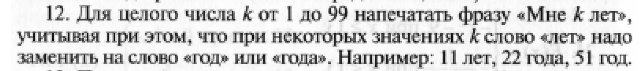 12. Для целого числа k от 1 до 99 напечатать фразу «Мне k лет»,
учитывая при этом, что при некоторых значениях k слово «лет» надо
заменить на слово «год» или «года». Например: 11 лет, 22 года, 51 год.